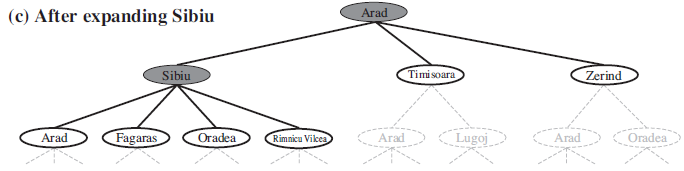 (c) After expanding Sibiu
Arad
Sibiu Timisoara Zerind
Arad Fagaras Oradea Rimnicu Vilcea Arad Lugoj Arad Oradea